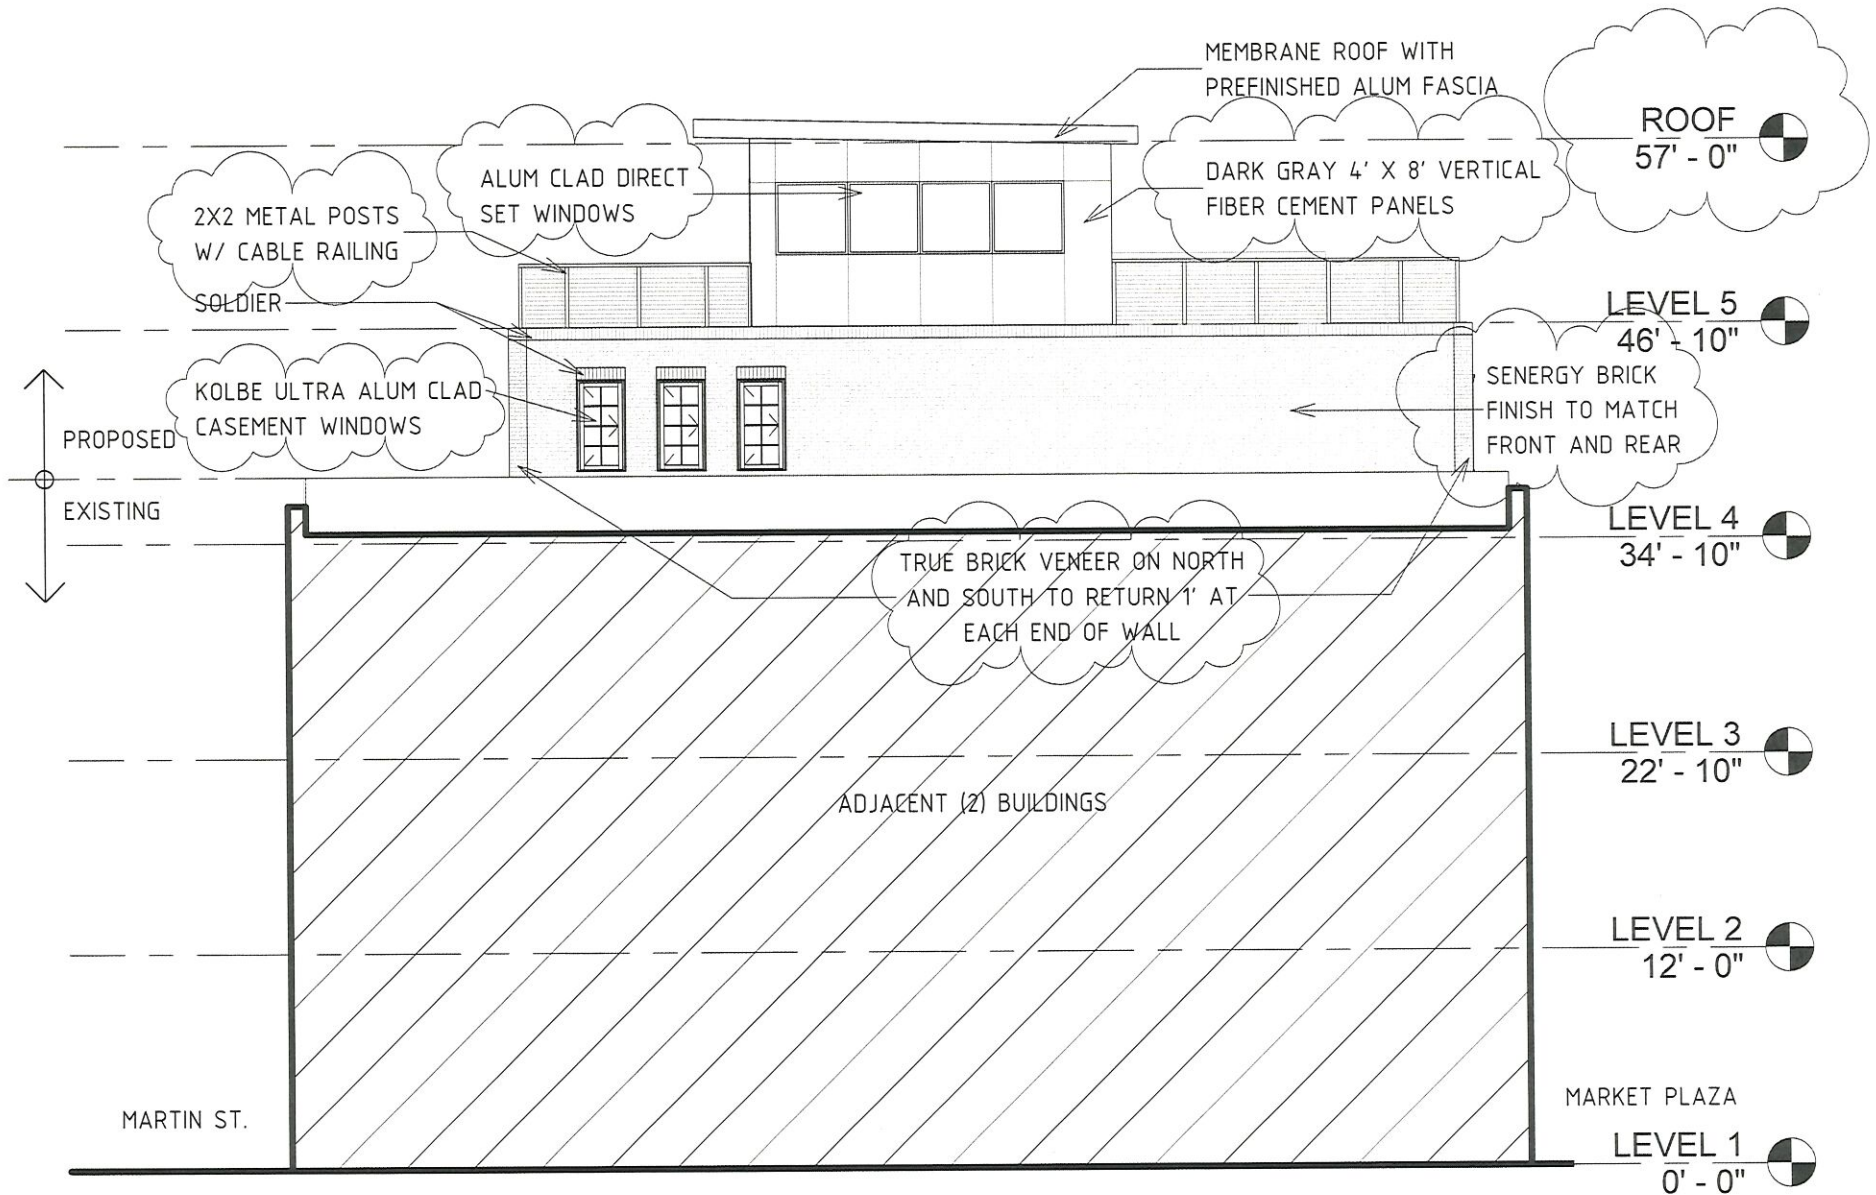 MEMBRANE ROOF WITH
PREFINISHED ALUM FASCIA
ROOF
57' - 0"
ALUM CLAD DIRECT
SET WINDOWS
DARK GRAY 4' X 8' VERTICAL
FIBER CEMENT PANELS
2X2 METAL POSTS
W/ CABLE RAILING
SOLDIER
LEVEL 5
46' - 10"
KOLBE ULTRA ALUM CLAD
CASEMENT WINDOWS
SENERGY BRICK
FINISH TO MATCH
FRONT AND REAR
PROPOSED
EXISTING
LEVEL 4
34' - 10"
TRUE BRICK VENEER ON NORTH
AND SOUTH TO RETURN 1' AT
EACH END OF WALL
LEVEL 3
22' - 10"
ADJACENT (2) BUILDINGS
LEVEL 2
12' - 0"
MARTIN ST.
MARKET PLAZA
LEVEL 1
0' - 0"